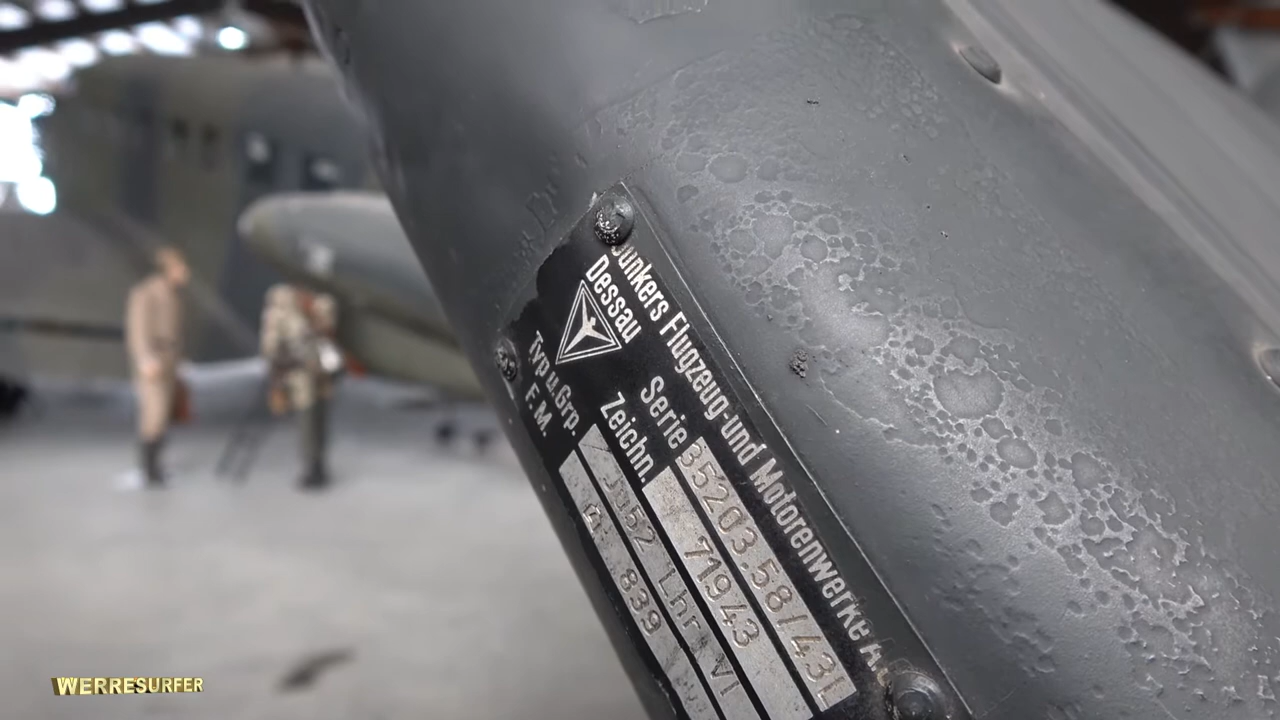 Junkers Flugzeug-und Motorenwerke A.
Dessau
Serie 35203.58/43L
Zeichn. 71943
Typ u. Grp. Ju52 Lhr VI
F. M. 839
WERRESURFER